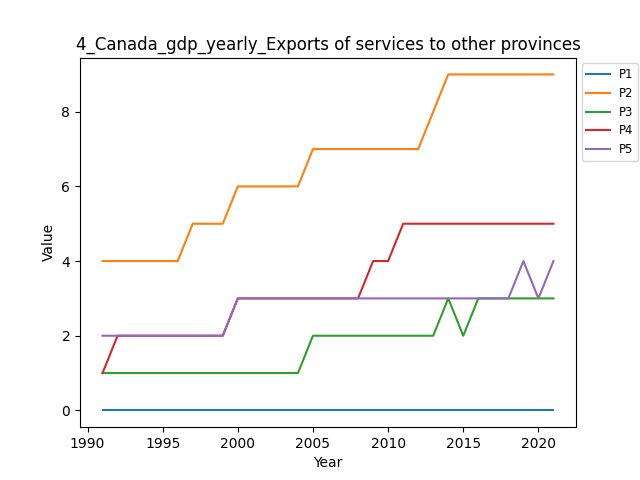 4_Canada_gdp_yearly_Exports of services to other provinces
P1
P2
P3
P4
P5
Value
8
6
4
2
0
1990 1995 2000 2005 2010 2015 2020
Year